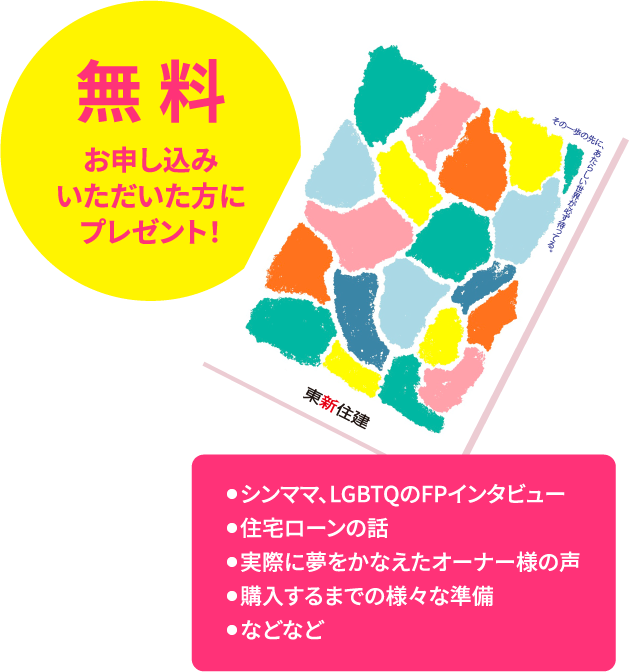 無料
お申し込み
いただいた方に
プレゼント!
その一歩の先に、
あたらしい世界が必ず待ってる。
東新住建
●シンママ、LGBTQのFPインタビュー
●住宅ローンの話
●実際に夢をかなえたオーナー様の声
●購入するまでの様々な準備
●などなど